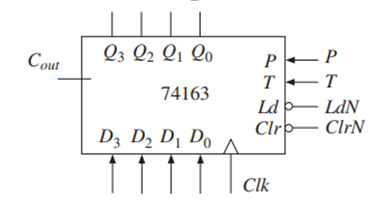 Q3 Q2 Q1 Q0
Cout
P P
T T
74163
Ld LdN
Clr ClrN
D3 D2 D1 D0
Clk